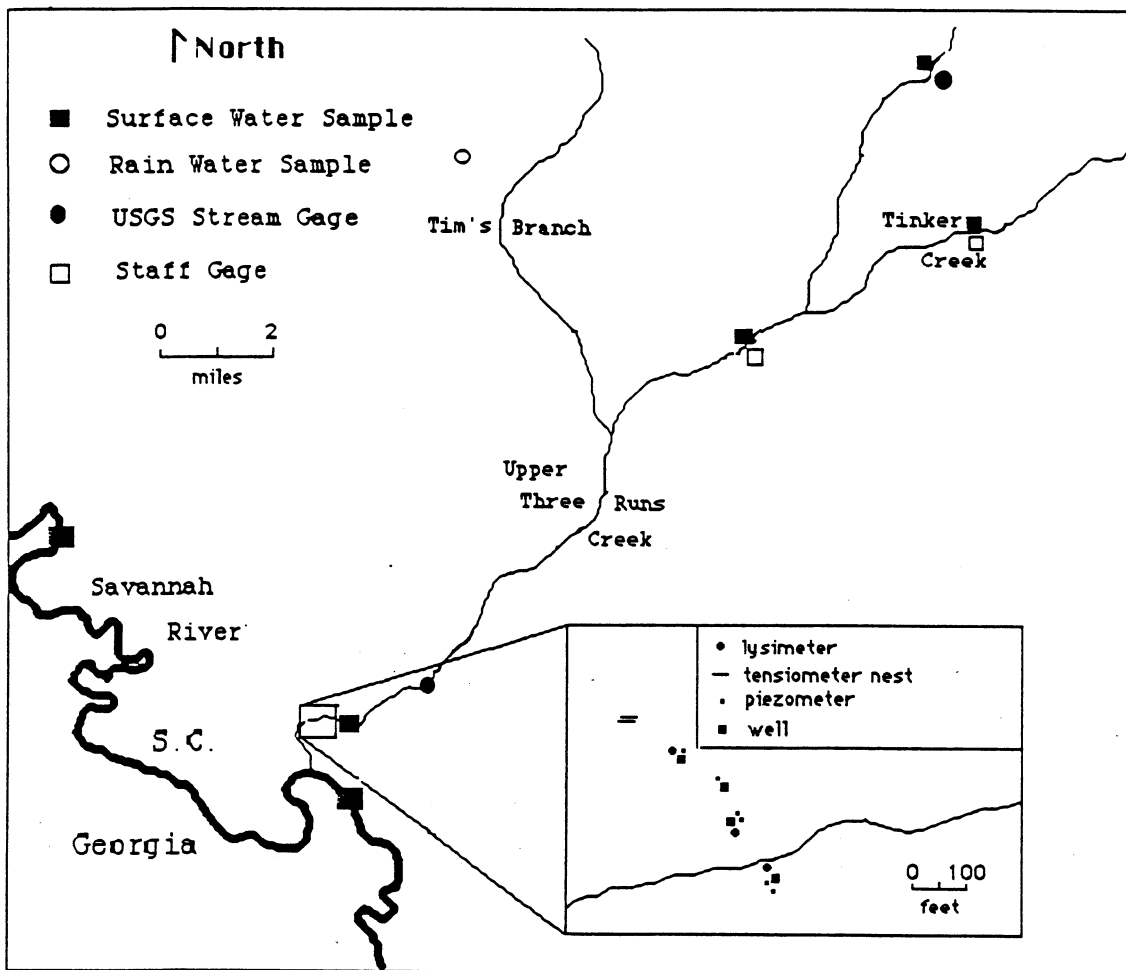 North
Surface Water Sample
Rain Water Sample
USGS Stream Gage
Staff Gage
0 2
miles
Tim's Branch
Tinker
Creek
Upper
Three Runs
Creek
Savannah
River
S.C.
Georgia
lysimeter
tensiometer nest
piezometer
well
0 100
feet